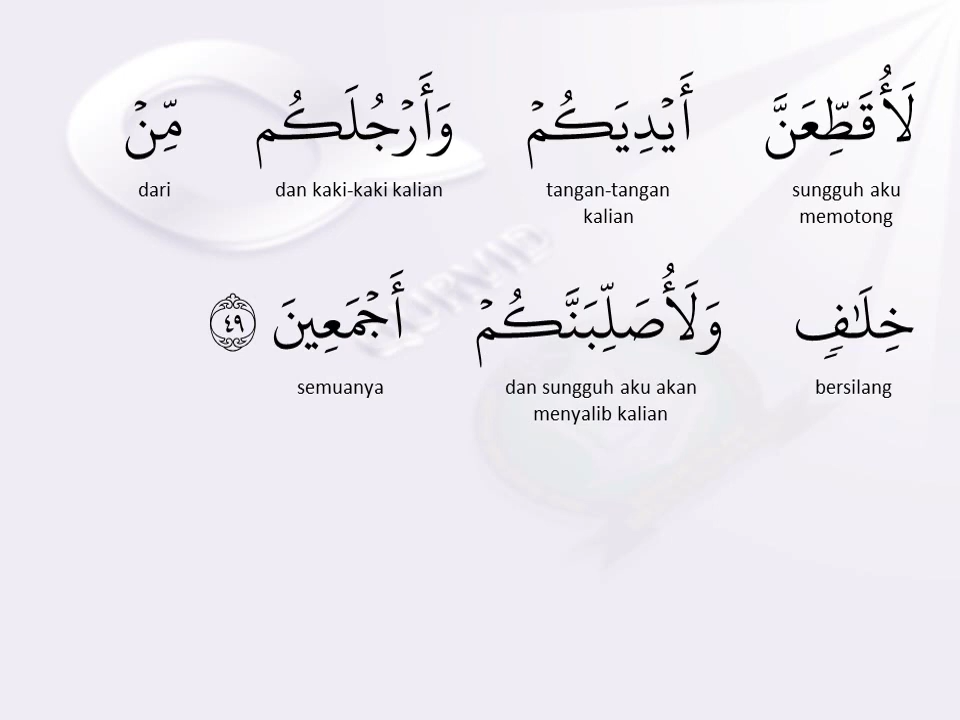 لَأُقَطِّعَنَّ أَيْدِيَكُمْ وَأَرْجُلَكُم مِّنْ
sungguh aku memotong
tangan-tangan kalian
dan kaki-kaki kalian
dari
خِلَٰفٍ وَلَأُصَلِّبَنَّكُمْ أَجْمَعِينَ ٤٩
bersilang
dan sungguh aku akan
menyalib kalian
semuanya